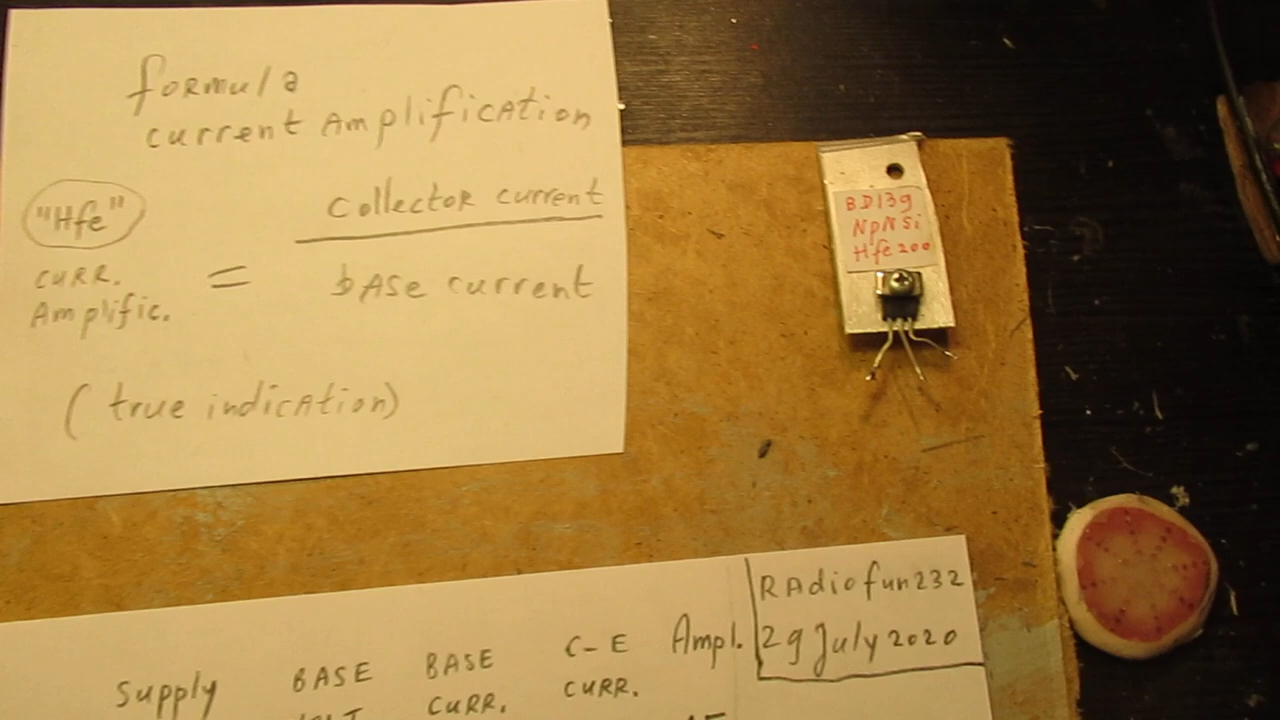 formula
current Amplification
"Hfe"
curr.
Amplific.
=
collector current
base current
(true indication)
BD139
NpN Si
Hfe 200
RAdiofun232
29 July 2020
Supply
BASE
BASE
CURR.
C-E
CURR.
Ampl.